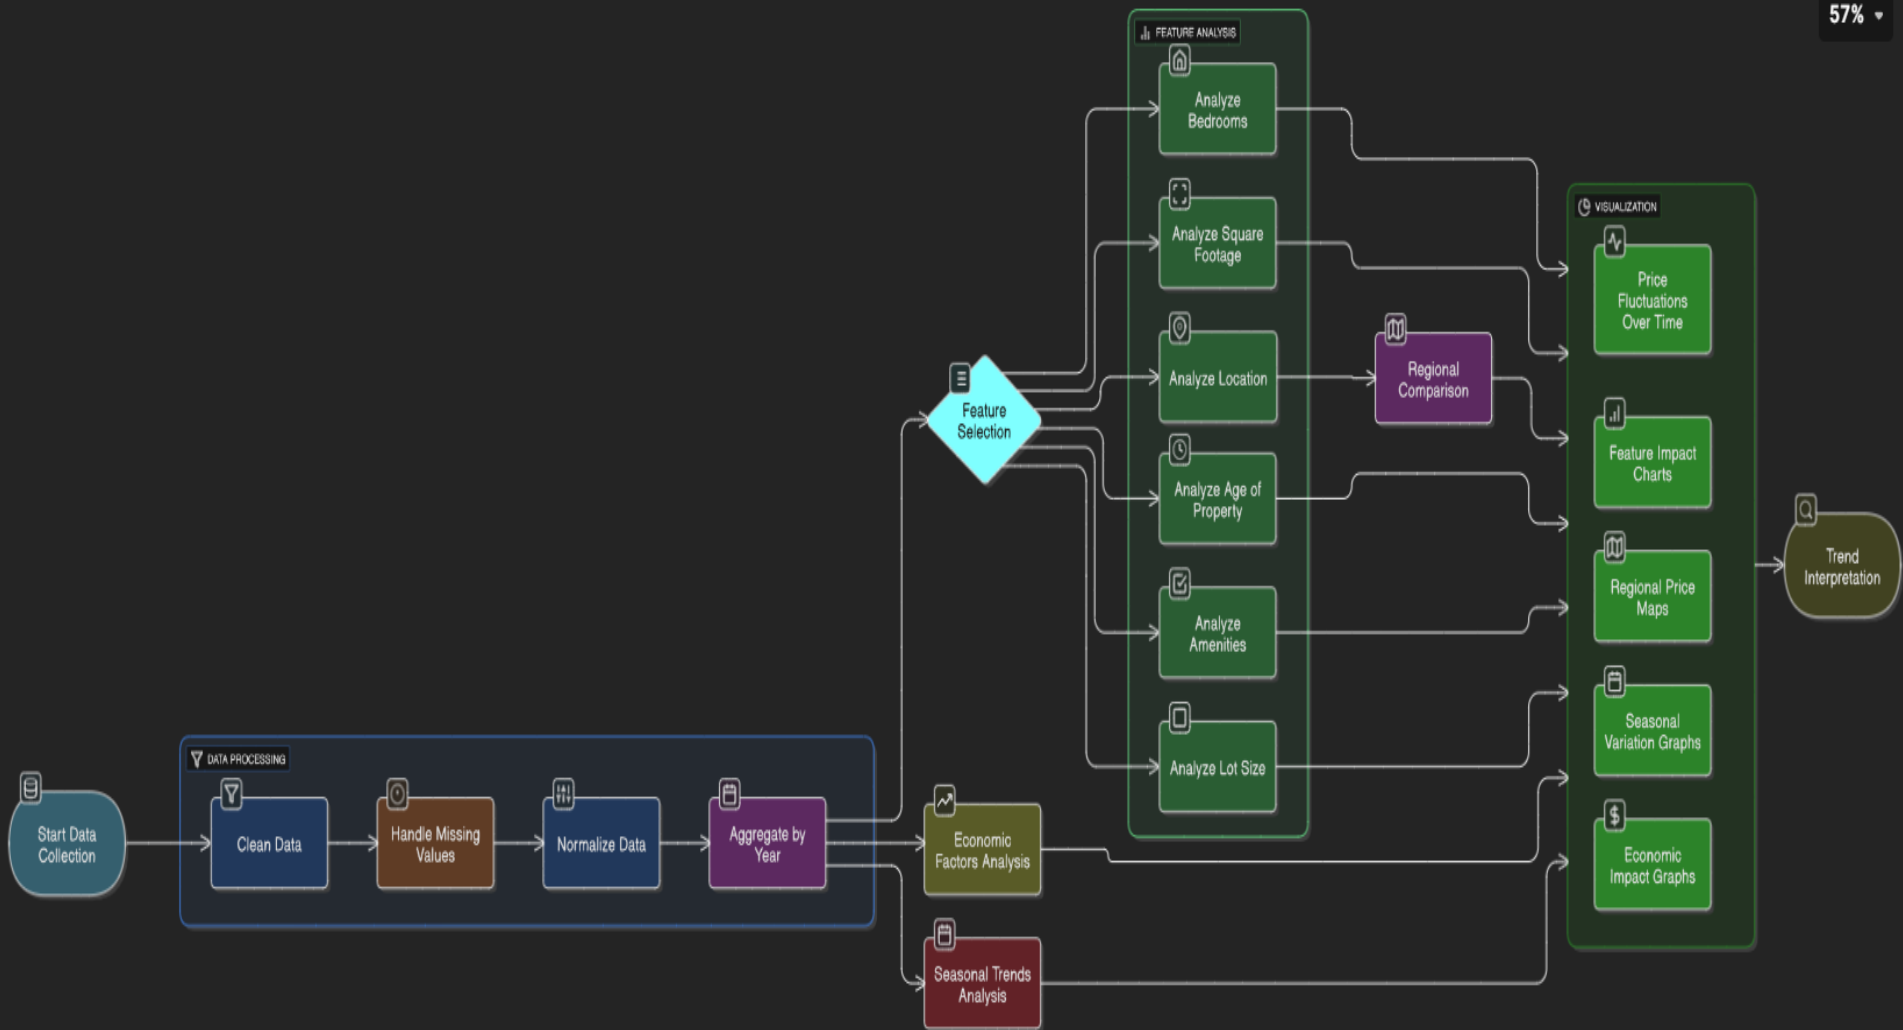 57%
FEATURE ANALYSIS
Analyze
Bedrooms
Analyze Square
Footage
Analyze Location
Analyze Age of
Property
Analyze
Amenities
Analyze Lot Size
Regional
Comparison
Feature
Selection
VISUALIZATION
Price
Fluctuations
Over Time
Feature Impact
Charts
Regional Price
Maps
Seasonal
Variation Graphs
Economic
Impact Graphs
Trend
Interpretation
DATA PROCESSING
Start Data
Collection
Clean Data
Handle Missing
Values
Normalize Data
Aggregate by
Year
Economic
Factors Analysis
Seasonal Trends
Analysis